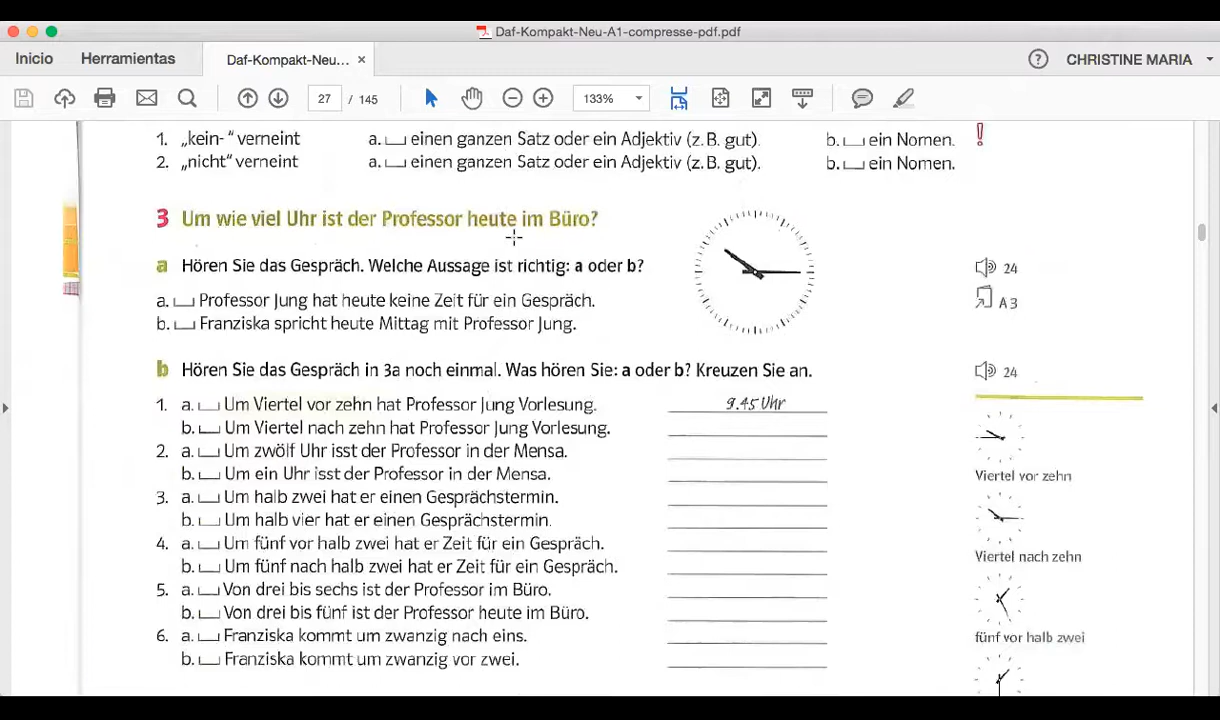 Daf-Kompakt-Neu-A1-compresse-pdf.pdf
Inicio Herramientas Daf-Kompakt-Neu... × ? CHRISTINE MARIA
27 / 145 133%
1. „kein-“ verneint a. einen ganzen Satz oder ein Adjektiv (z.B. gut). b. ein Nomen. !
2. „nicht“ verneint a. einen ganzen Satz oder ein Adjektiv (z.B. gut). b. ein Nomen.
3 Um wie viel Uhr ist der Professor heute im Büro?
a Hören Sie das Gespräch. Welche Aussage ist richtig: a oder b? 24
a. Professor Jung hat heute keine Zeit für ein Gespräch. A 3
b. Franziska spricht heute Mittag mit Professor Jung.
b Hören Sie das Gespräch in 3a noch einmal. Was hören Sie: a oder b? Kreuzen Sie an. 24
1. a. Um Viertel vor zehn hat Professor Jung Vorlesung. 9.45 Uhr
b. Um Viertel nach zehn hat Professor Jung Vorlesung.
2. a. Um zwölf Uhr isst der Professor in der Mensa.
b. Um ein Uhr isst der Professor in der Mensa. Viertel vor zehn
3. a. Um halb zwei hat er einen Gesprächstermin.
b. Um halb vier hat er einen Gesprächstermin.
4. a. Um fünf vor halb zwei hat er Zeit für ein Gespräch. Viertel nach zehn
b. Um fünf nach halb zwei hat er Zeit für ein Gespräch.
5. a. Von drei bis sechs ist der Professor im Büro.
b. Von drei bis fünf ist der Professor heute im Büro.
6. a. Franziska kommt um zwanzig nach eins. fünf vor halb zwei
b. Franziska kommt um zwanzig vor zwei.